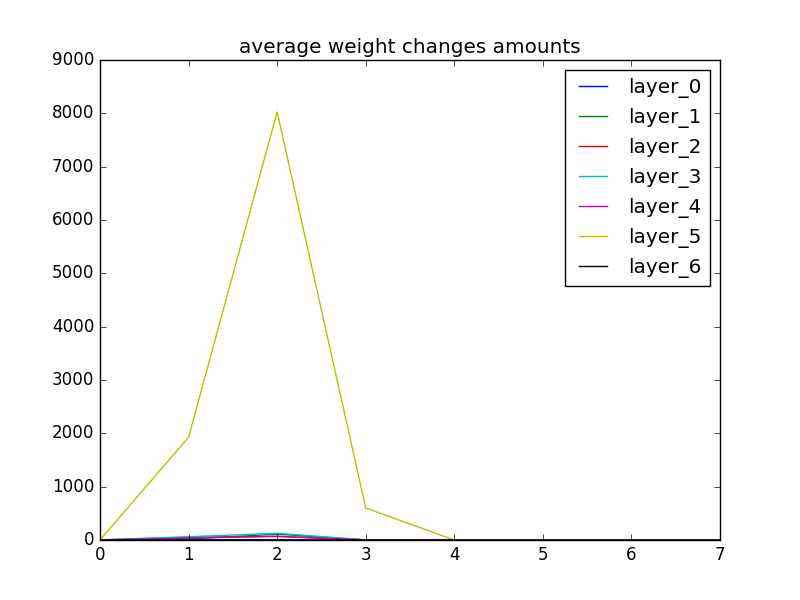 average weight changes amounts
9000
8000
7000
6000
5000
4000
3000
2000
1000
0
0 1 2 3 4 5 6 7
layer_0
layer_1
layer_2
layer_3
layer_4
layer_5
layer_6